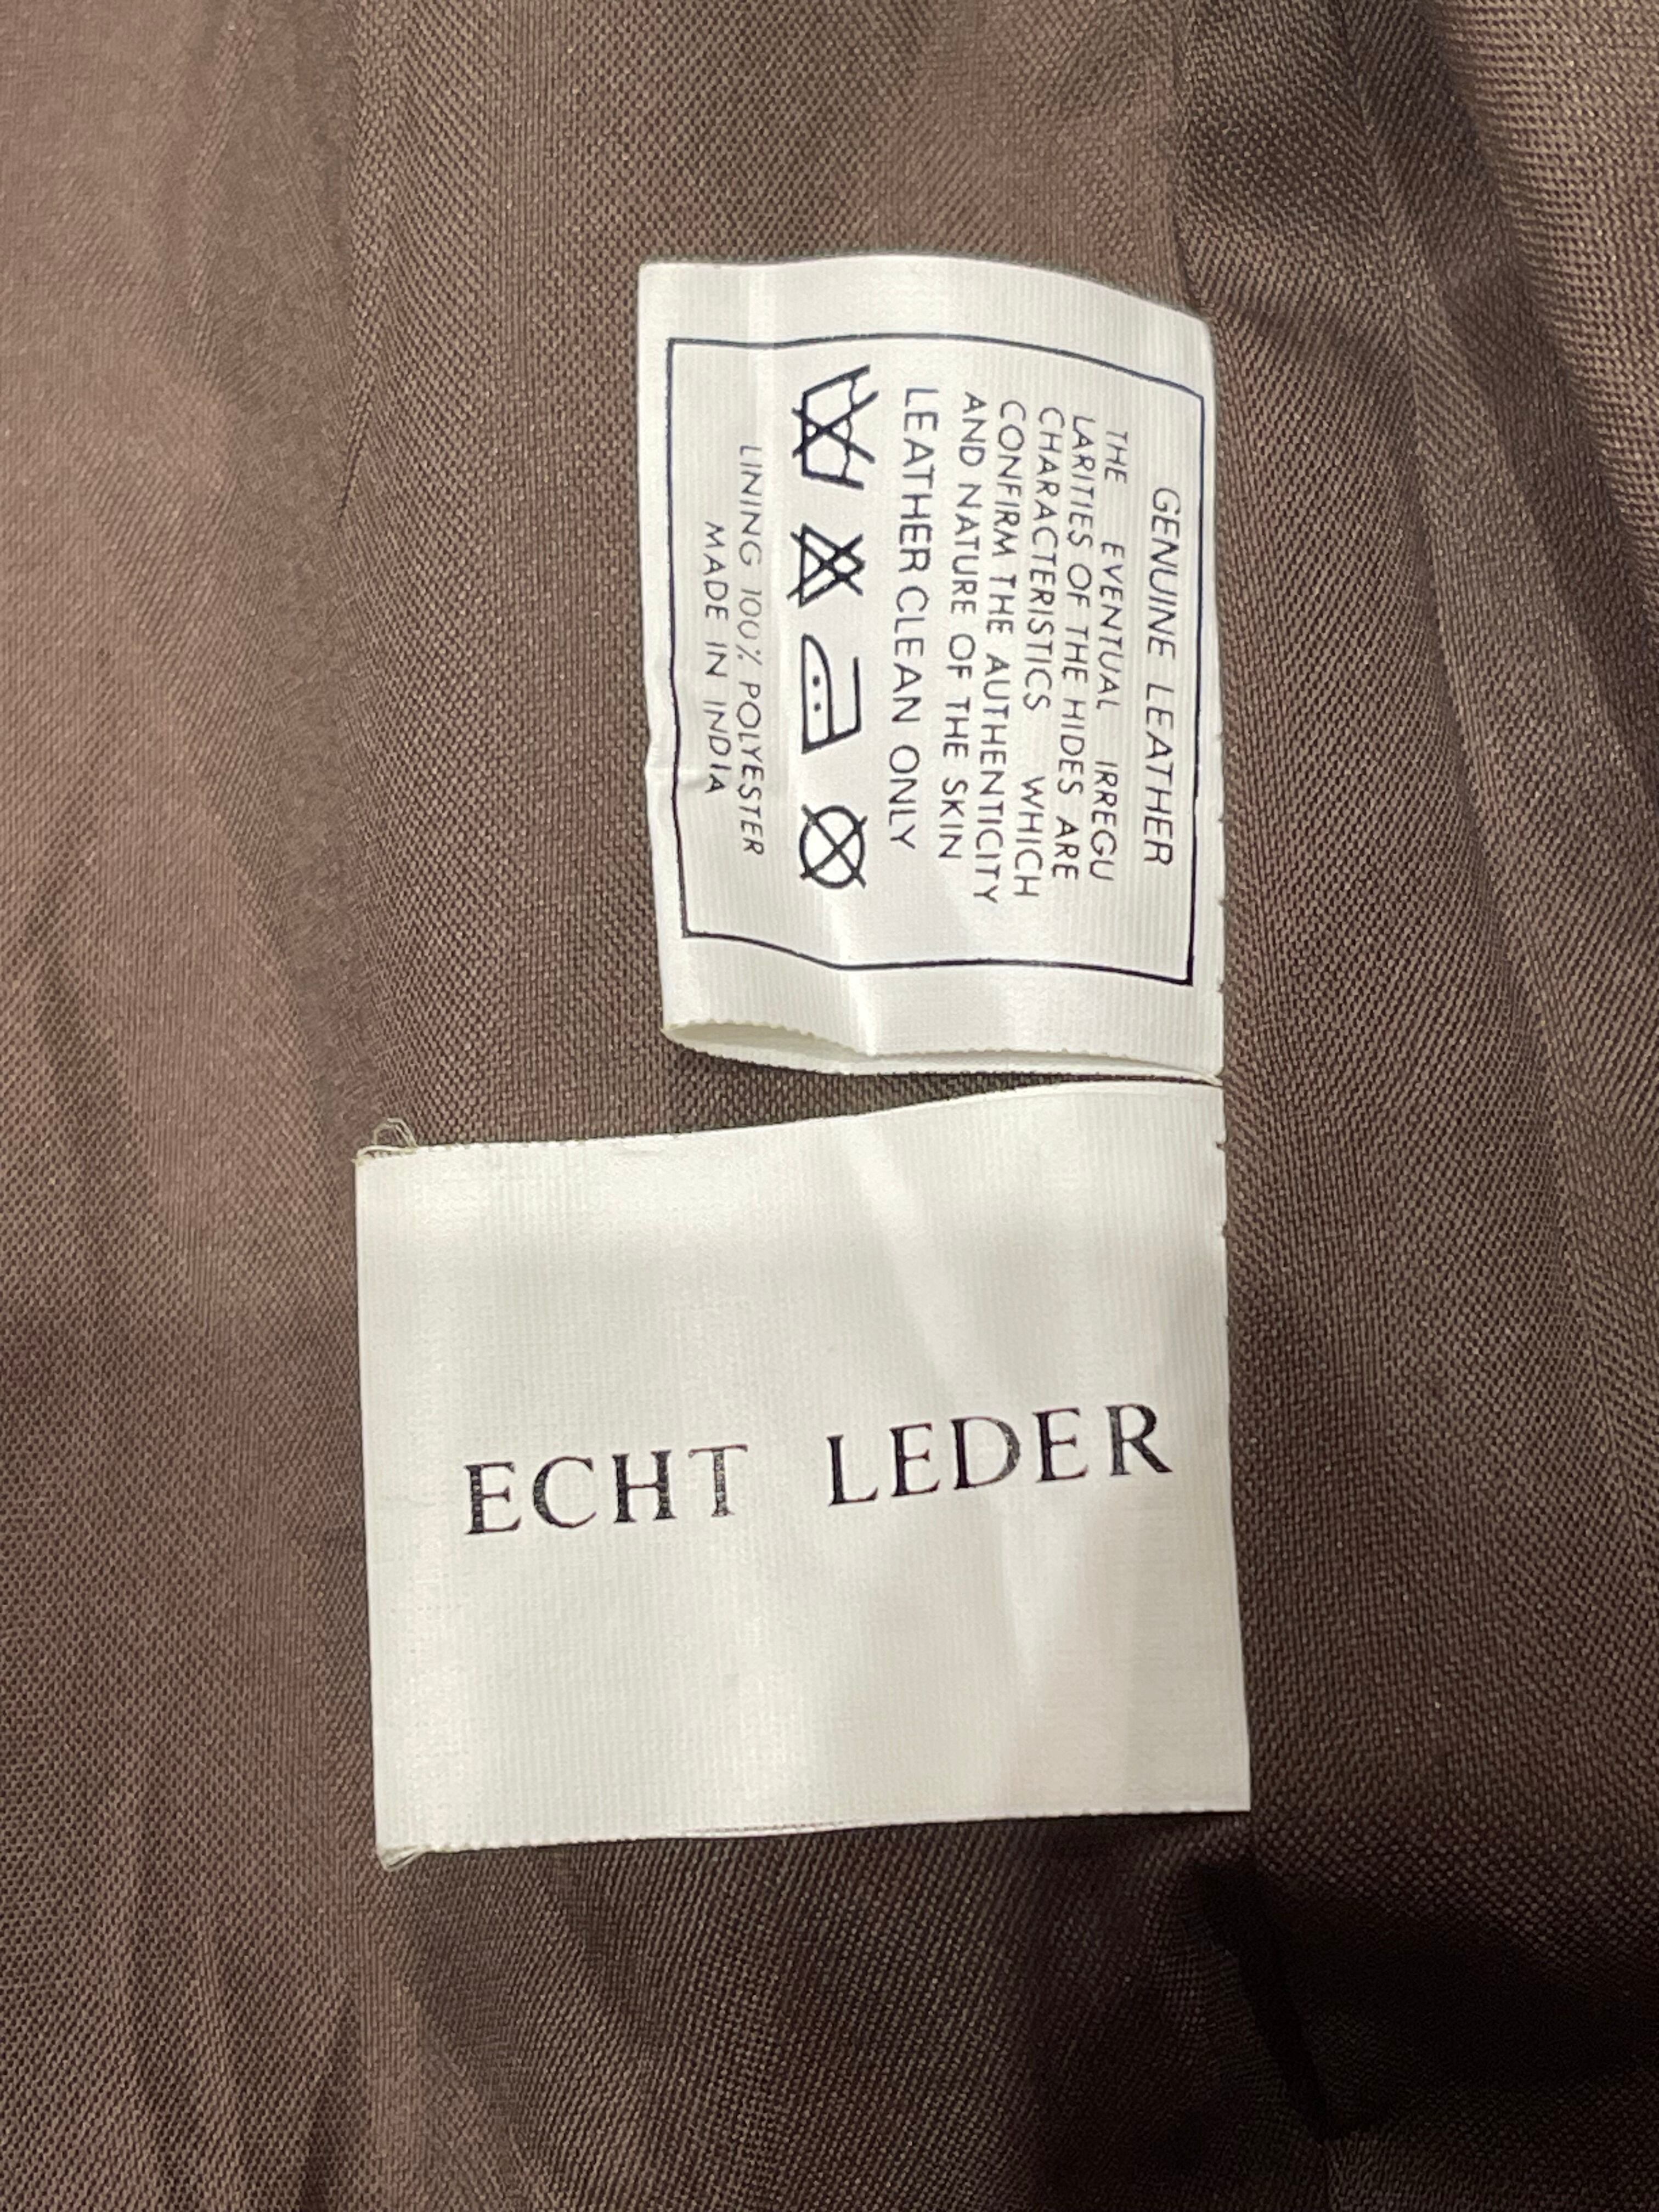 GENUINE LEATHER
THE EVENTUAL IRREGU
LARITIES OF THE HIDES ARE
CHARACTERISTICS WHICH
CONFIRM THE AUTHENTICITY
AND NATURE OF THE SKIN
LEATHER CLEAN ONLY
LINING 100% POLYESTER
MADE IN INDIA
ECHT LEDER